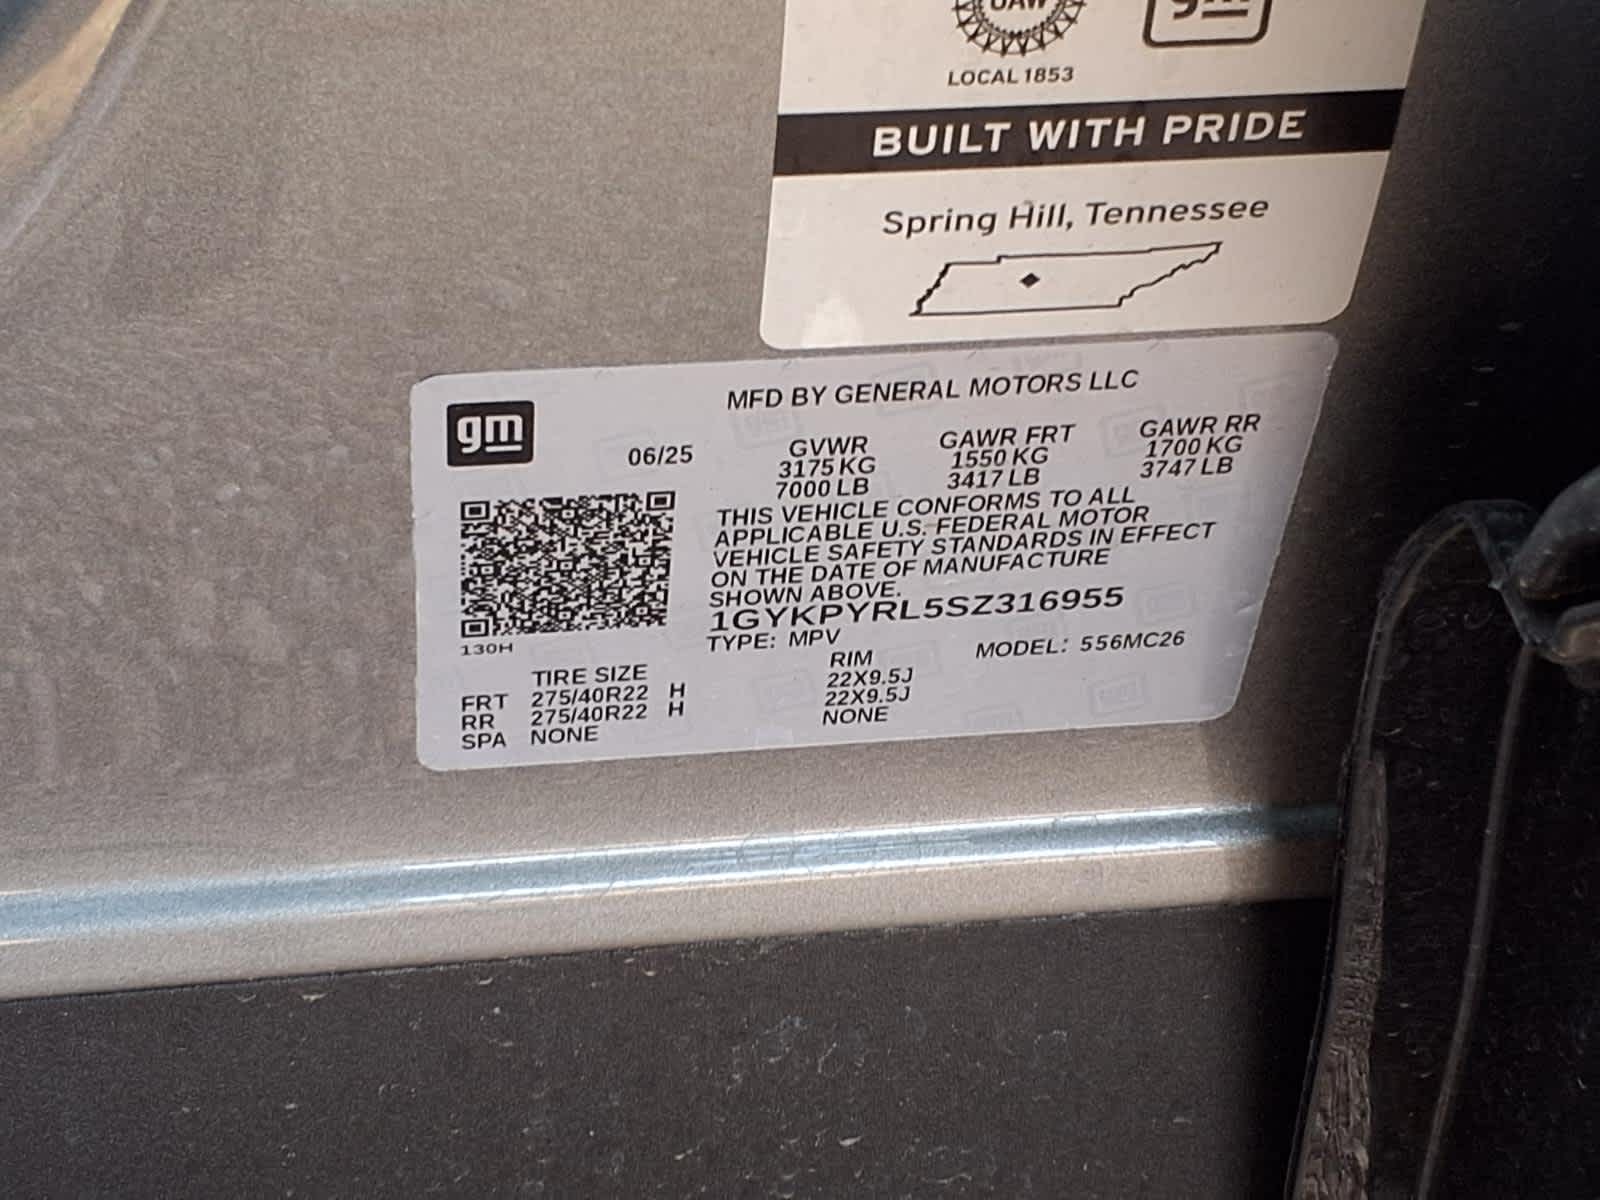 UAW
gm
LOCAL 1853
BUILT WITH PRIDE
Spring Hill, Tennessee
gm
MFD BY GENERAL MOTORS LLC
06/25
GVWR GAWR FRT GAWR RR
3175 KG 1550 KG 1700 KG
7000 LB 3417 LB 3747 LB
THIS VEHICLE CONFORMS TO ALL
APPLICABLE U.S. FEDERAL MOTOR
VEHICLE SAFETY STANDARDS IN EFFECT
ON THE DATE OF MANUFACTURE
SHOWN ABOVE.
1GYKPYRL5SZ316955
TYPE: MPV MODEL: 556MC26
130H
TIRE SIZE RIM
FRT 275/40R22 H 22X9.5J
RR 275/40R22 H 22X9.5J
SPA NONE NONE